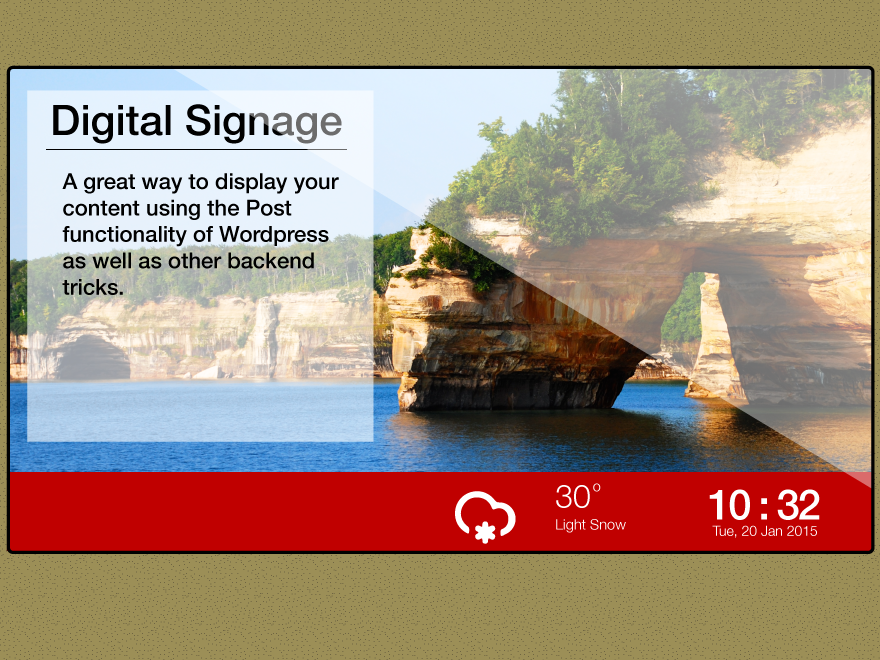 Digital Signage
A great way to display your
content using the Post
functionality of Wordpress
as well as other backend
tricks.
30°
Light Snow
10 : 32
Tue, 20 Jan 2015